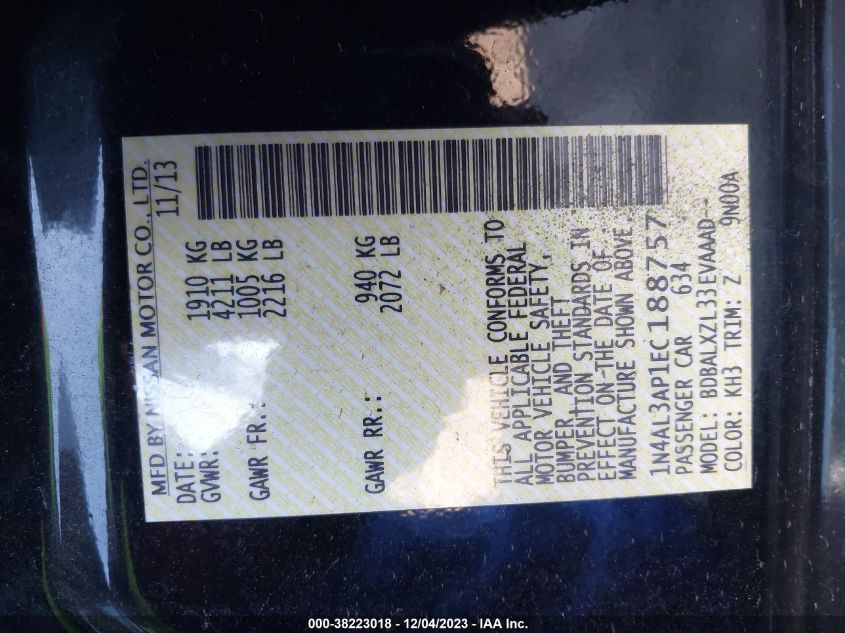 MFD BY NISSAN MOTOR CO., LTD.
DATE: 11/13
GVWR: 1910 KG
4211 LB
GAWR FR.: 1005 KG
2216 LB
GAWR RR.: 940 KG
2072 LB
THIS VEHICLE CONFORMS TO
ALL APPLICABLE FEDERAL
MOTOR VEHICLE SAFETY,
BUMPER, AND THEFT
PREVENTION STANDARDS IN
EFFECT ON THE DATE OF
MANUFACTURE SHOWN ABOVE.
1N4AL3AP1EC188757
PASSENGER CAR 634
MODEL: BDBALXZL33EVAAAD--
COLOR: KH3 TRIM: Z 9N00A
000-38223018 - 12/04/2023 - IAA Inc.